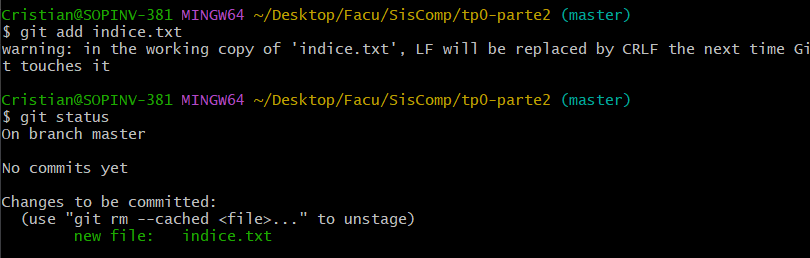 Cristian@SOPINV-381 MINGW64 ~/Desktop/Facu/SisComp/tp0-parte2 (master)
$ git add indice.txt
warning: in the working copy of 'indice.txt', LF will be replaced by CRLF the next time Gi
t touches it
Cristian@SOPINV-381 MINGW64 ~/Desktop/Facu/SisComp/tp0-parte2 (master)
$ git status
On branch master
No commits yet
Changes to be committed:
  (use "git rm --cached <file>..." to unstage)
        new file:   indice.txt